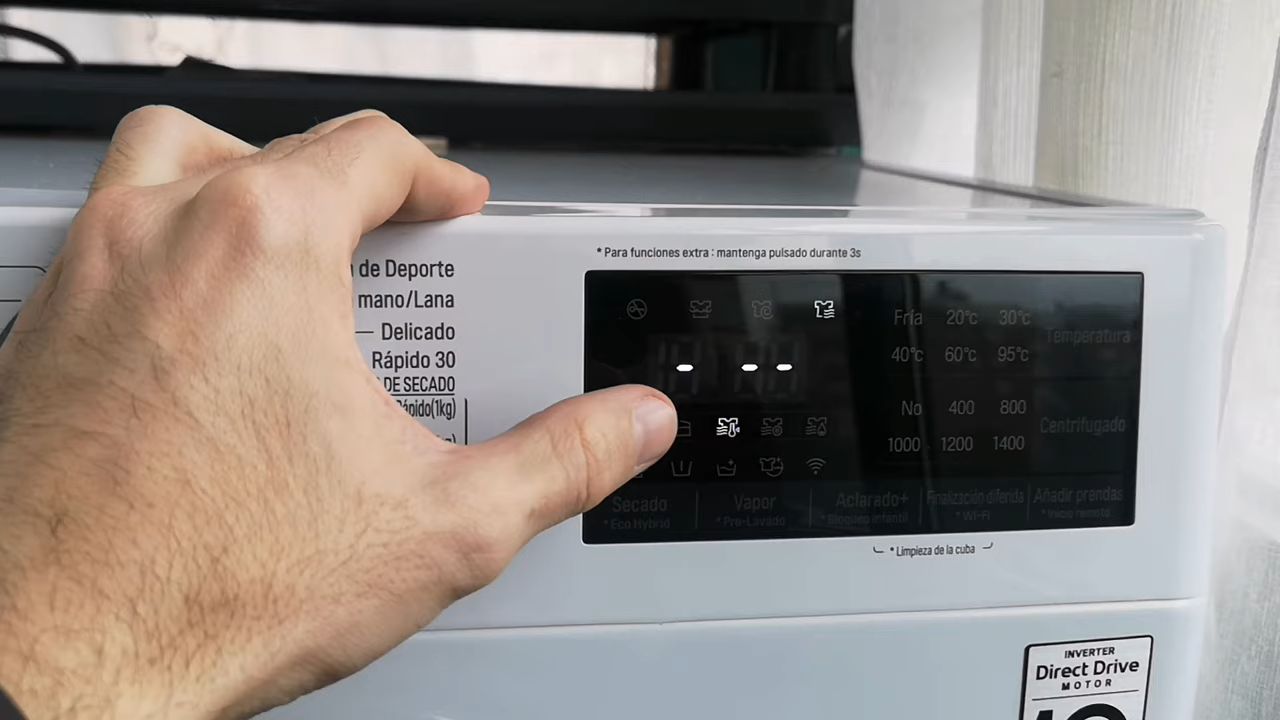 * Para funciones extra : mantenga pulsado durante 3s
de Deporte
mano/Lana
Delicado
Rápido 30
DE SECADO
Rápido(1kg)
- --
Fría 20°c 30°c
Temperatura
40°c 60°c 95°c
No 400 800
Centrifugado
1000 1200 1400
Secado Vapor Aclarado+ Finalización diferida Añadir prendas
* Eco Hybrid * Pre-Lavado * Bloqueo infantil * WI-FI * Inicio remoto
* Limpieza de la cuba
INVERTER
Direct Drive
MOTOR